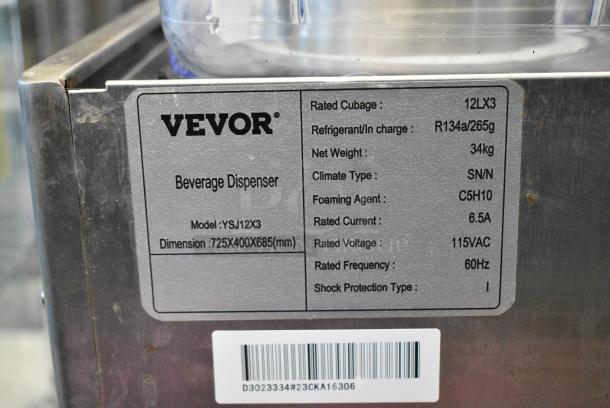 VEVOR®
Beverage Dispenser
Model :YSJ12X3
Dimension :725X400X685(mm)
Rated Cubage : 12LX3
Refrigerant/In charge : R134a/265g
Net Weight : 34kg
Climate Type : SN/N
Foaming Agent : C5H10
Rated Current : 6.5A
Rated Voltage : 115VAC
Rated Frequency : 60Hz
Shock Protection Type : I
D3023334#23CKA16306